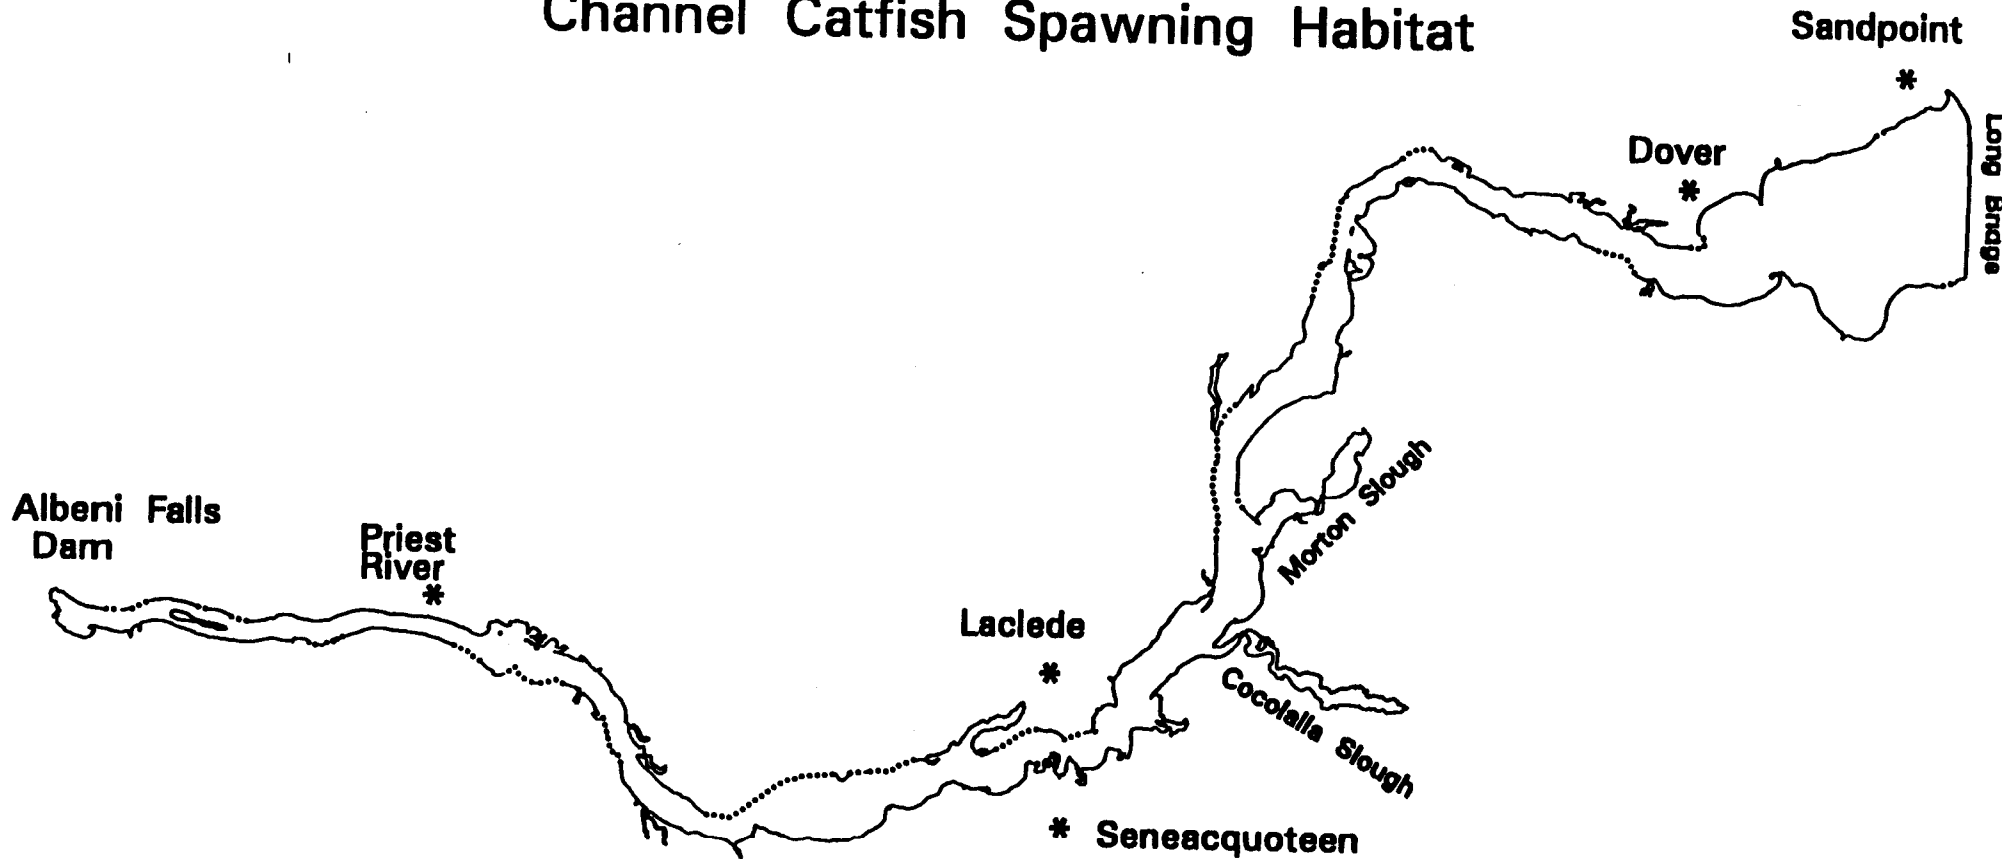 Channel Catfish Spawning Habitat
Sandpoint
*
Long Bridge
Dover
*
Morton Slough
Albeni Falls
Dam
Priest
River
*
Laclede
*
Cocolalla Slough
* Seneacquoteen